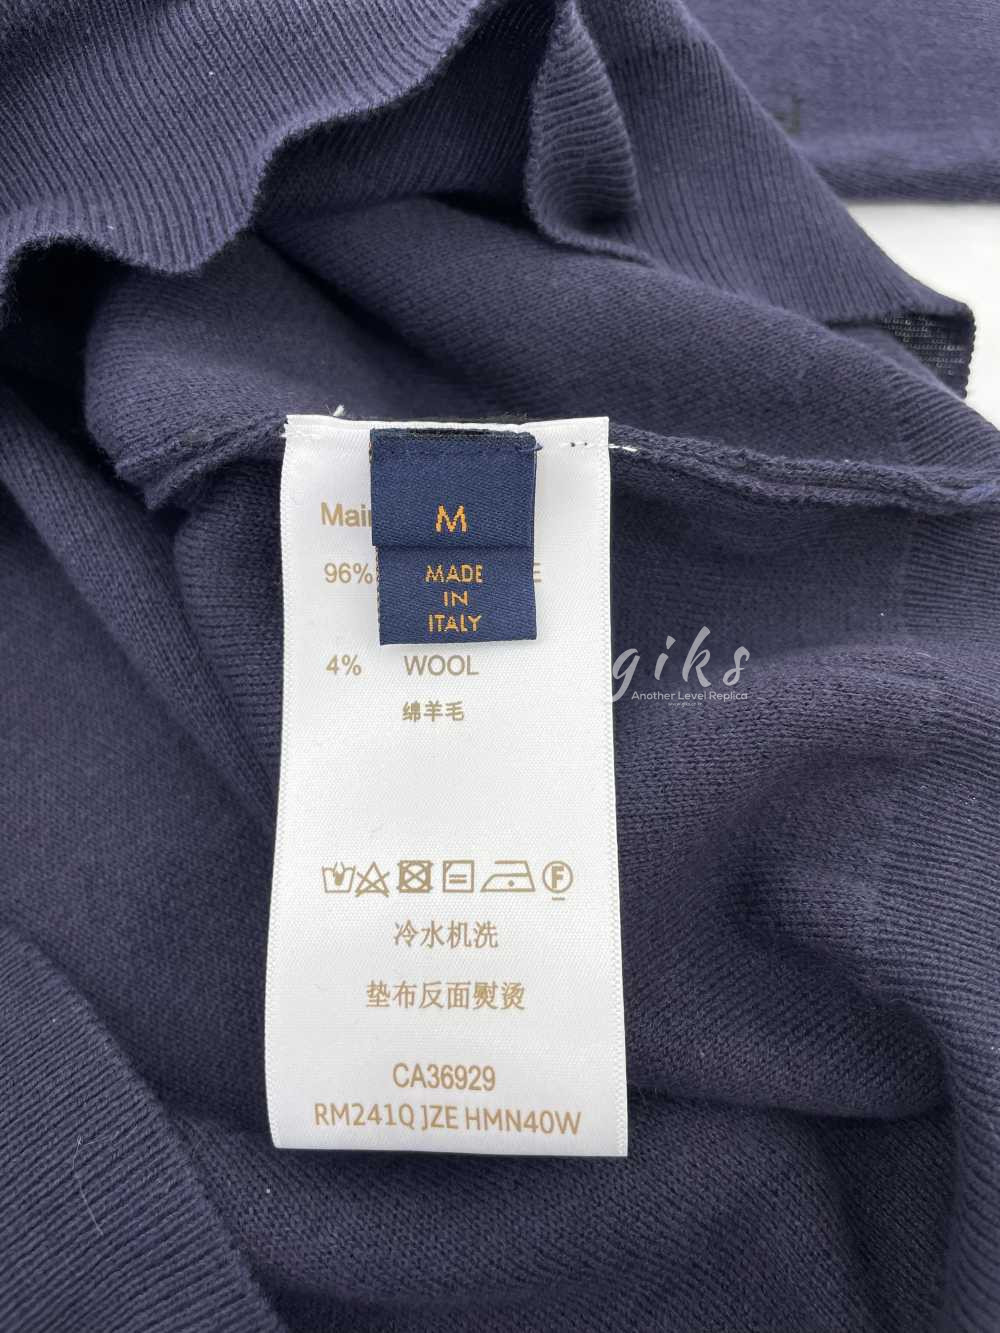 M
MADE
IN
ITALY
96%
4% WOOL
绵羊毛
F
冷水机洗
垫布反面熨烫
CA36929
RM241Q JZE HMN40W
giks
Another Level Replica